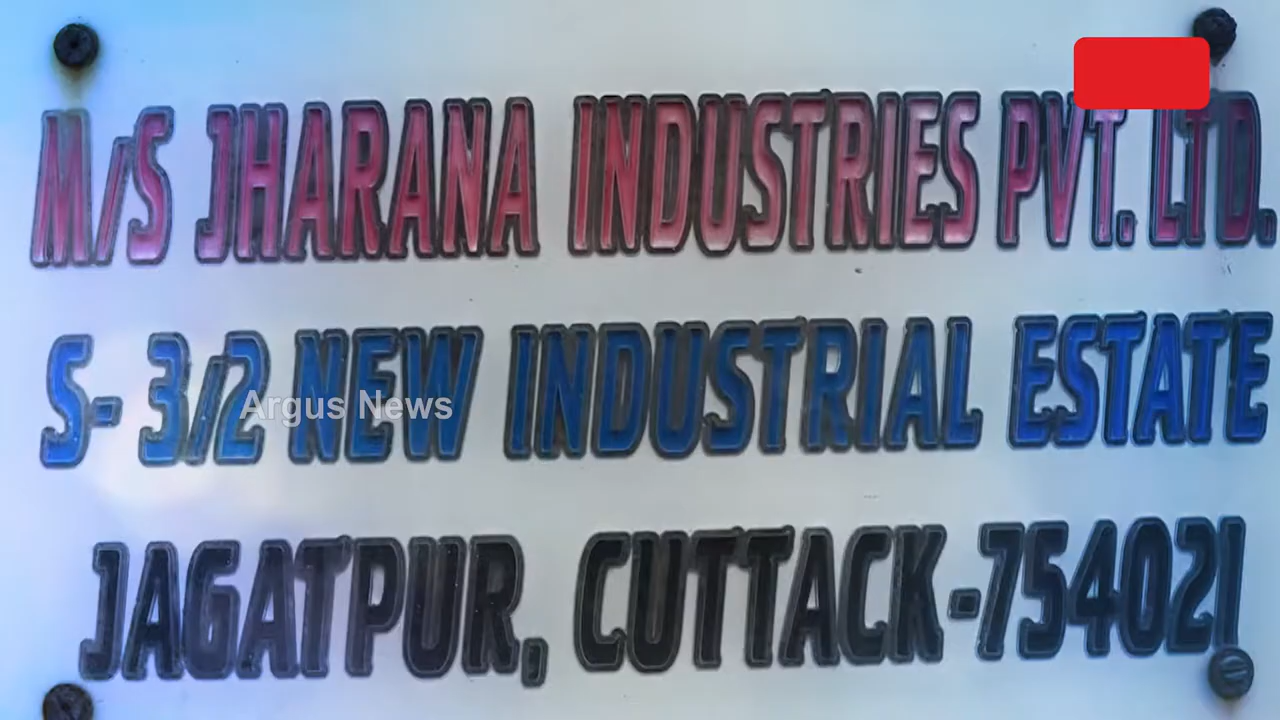 M/S JHARANA INDUSTRIES PVT. LTD.
S- 3/2 NEW INDUSTRIAL ESTATE
Argus News
JAGATPUR, CUTTACK-754021